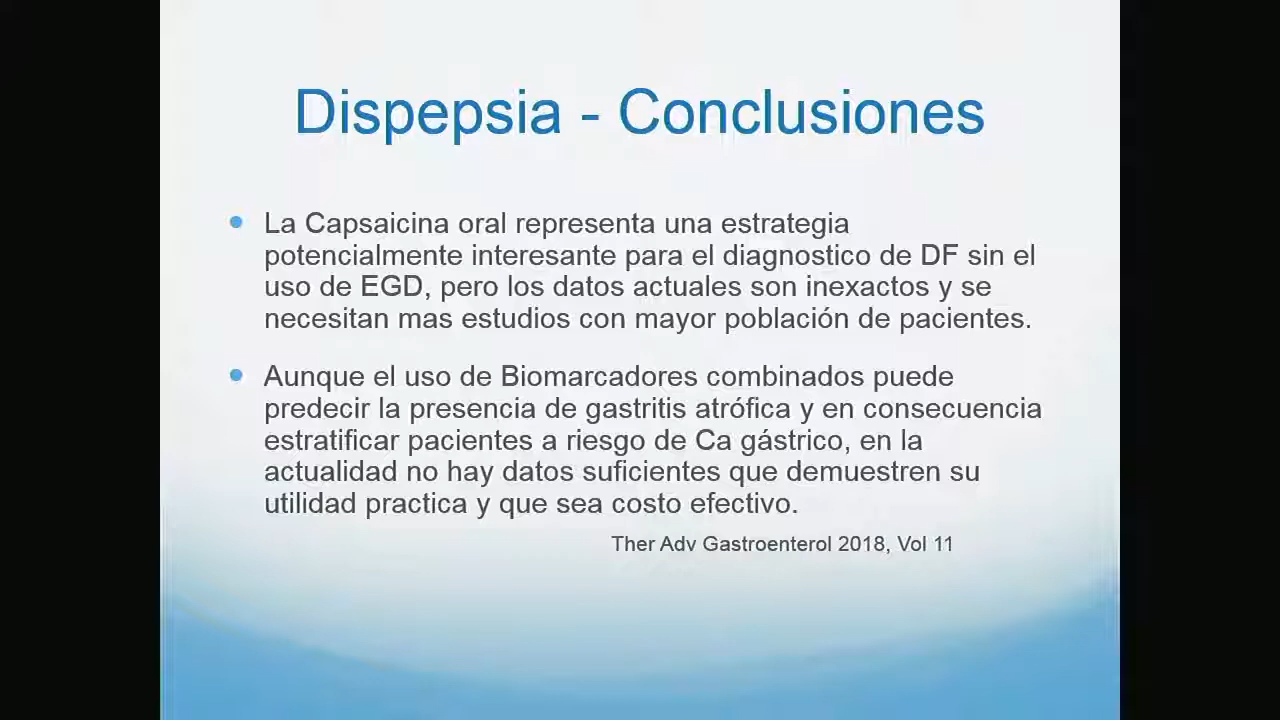 Dispepsia - Conclusiones
La Capsaicina oral representa una estrategia
potencialmente interesante para el diagnostico de DF sin el
uso de EGD, pero los datos actuales son inexactos y se
necesitan mas estudios con mayor población de pacientes.
Aunque el uso de Biomarcadores combinados puede
predecir la presencia de gastritis atrófica y en consecuencia
estratificar pacientes a riesgo de Ca gástrico, en la
actualidad no hay datos suficientes que demuestren su
utilidad practica y que sea costo efectivo.
Ther Adv Gastroenterol 2018, Vol 11